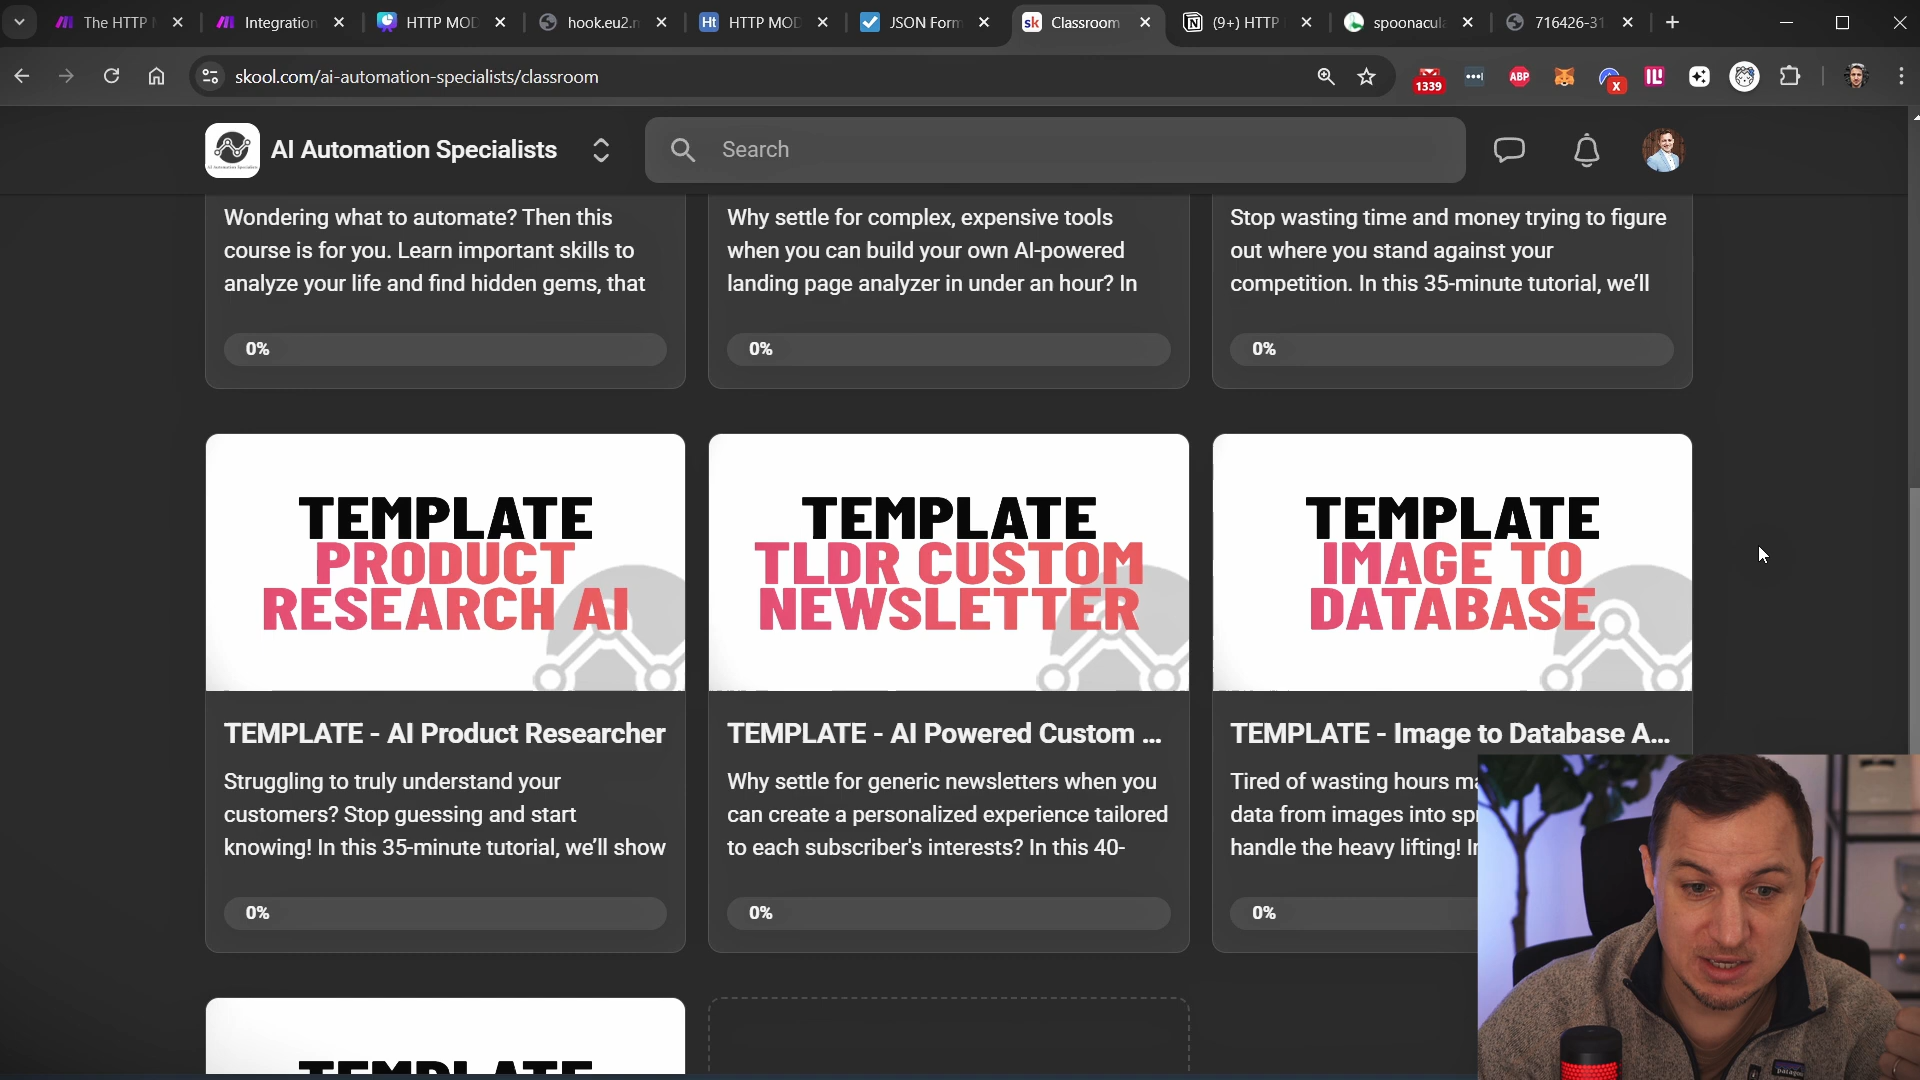 The HTTP
Integration
HTTP MOD
hook.eu2.m
HTTP MOD
JSON Form
Classroom
(9+) HTTP
spoonacula
716426-31
skool.com/ai-automation-specialists/classroom
1339
ABP
X
AI Automation Specialists
Search
Wondering what to automate? Then this
course is for you. Learn important skills to
analyze your life and find hidden gems, that
0%
Why settle for complex, expensive tools
when you can build your own AI-powered
landing page analyzer in under an hour? In
0%
Stop wasting time and money trying to figure
out where you stand against your
competition. In this 35-minute tutorial, we'll
0%
TEMPLATE
PRODUCT
RESEARCH AI
TEMPLATE - AI Product Researcher
Struggling to truly understand your
customers? Stop guessing and start
knowing! In this 35-minute tutorial, we'll show
0%
TEMPLATE
TLDR CUSTOM
NEWSLETTER
TEMPLATE - AI Powered Custom ...
Why settle for generic newsletters when you
can create a personalized experience tailored
to each subscriber's interests? In this 40-
0%
TEMPLATE
IMAGE TO
DATABASE
TEMPLATE - Image to Database A...
Tired of wasting hours ma
data from images into spr
handle the heavy lifting! In
0%
TEMPLATE
patagonia